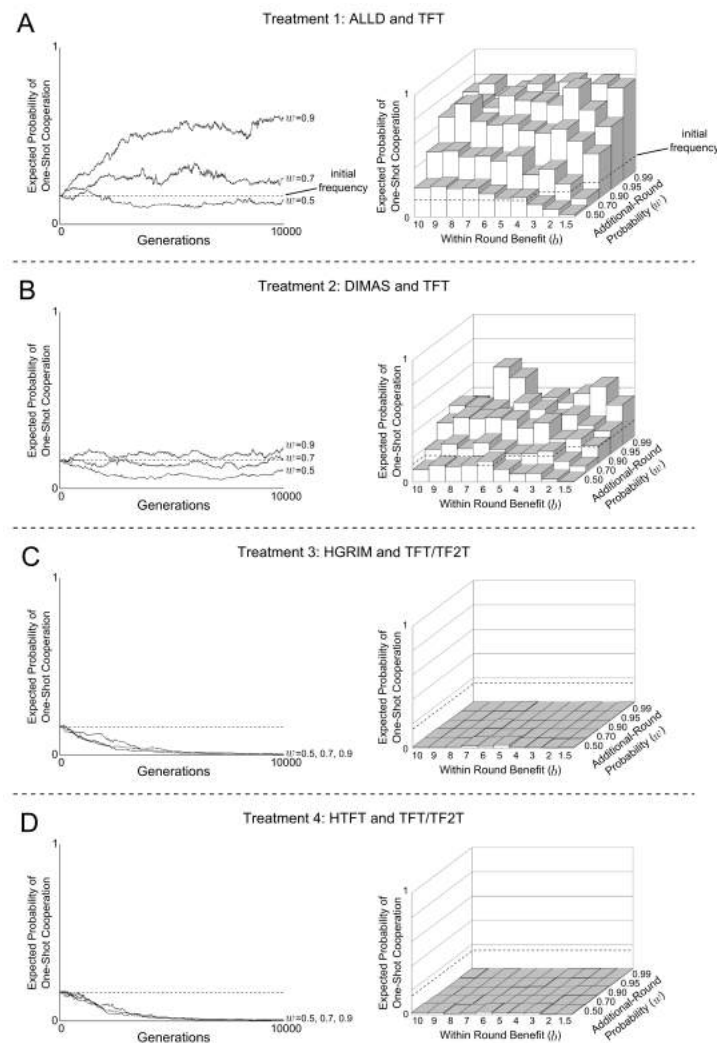 A
Treatment 1: ALLD and TFT
Expected Probability of
One-Shot Cooperation
1
0
w=0.9
w=0.7
w=0.5
initial
frequency
0
10000
Generations
Expected Probability of
One-Shot Cooperation
1
0
initial
frequency
10 9 8 7 6 5 4 3 2 1.5
Within Round Benefit (b)
0.50 0.70 0.90 0.95 0.99
Additional-Round
Probability (w)
B
Treatment 2: DIMAS and TFT
Expected Probability of
One-Shot Cooperation
1
0
w=0.9
w=0.7
w=0.5
0
10000
Generations
Expected Probability of
One-Shot Cooperation
1
0
10 9 8 7 6 5 4 3 2 1.5
Within Round Benefit (b)
0.50 0.70 0.90 0.95 0.99
Additional-Round
Probability (w)
C
Treatment 3: HGRIM and TFT/TF2T
Expected Probability of
One-Shot Cooperation
1
0
w=0.5, 0.7, 0.9
0
10000
Generations
Expected Probability of
One-Shot Cooperation
1
0
10 9 8 7 6 5 4 3 2 1.5
Within Round Benefit (b)
0.50 0.70 0.90 0.95 0.99
Additional-Round
Probability (w)
D
Treatment 4: HTFT and TFT/TF2T
Expected Probability of
One-Shot Cooperation
1
0
w=0.5, 0.7, 0.9
0
10000
Generations
Expected Probability of
One-Shot Cooperation
1
0
10 9 8 7 6 5 4 3 2 1.5
Within Round Benefit (b)
0.50 0.70 0.90 0.95 0.99
Additional-Round
Probability (w)